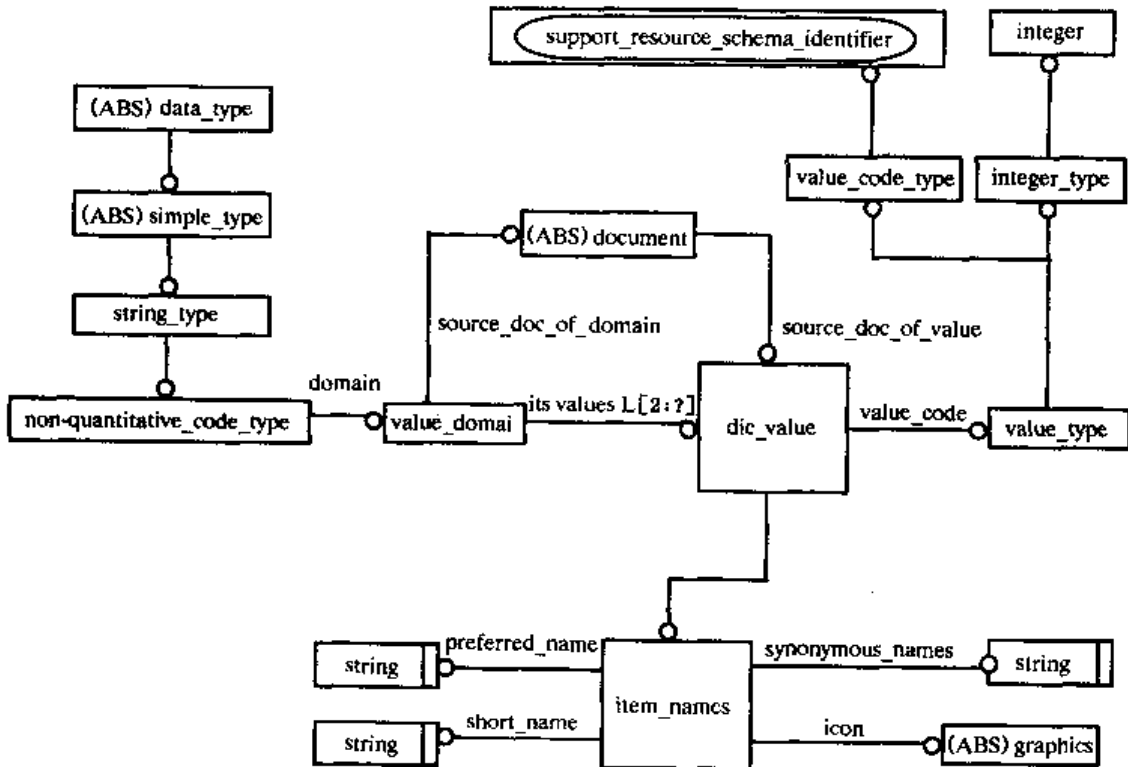 support_resource_schema_identifier
integer
(ABS) data_type
value_code_type
integer_type
(ABS) simple_type
(ABS) document
string_type
source_doc_of_domain
source_doc_of_value
domain
non-quantitative_code_type
value_domai
its values L[2:?]
dic_value
value_code
value_type
preferred_name
string
synonymous_names
string
item_names
short_name
string
icon
(ABS) graphics